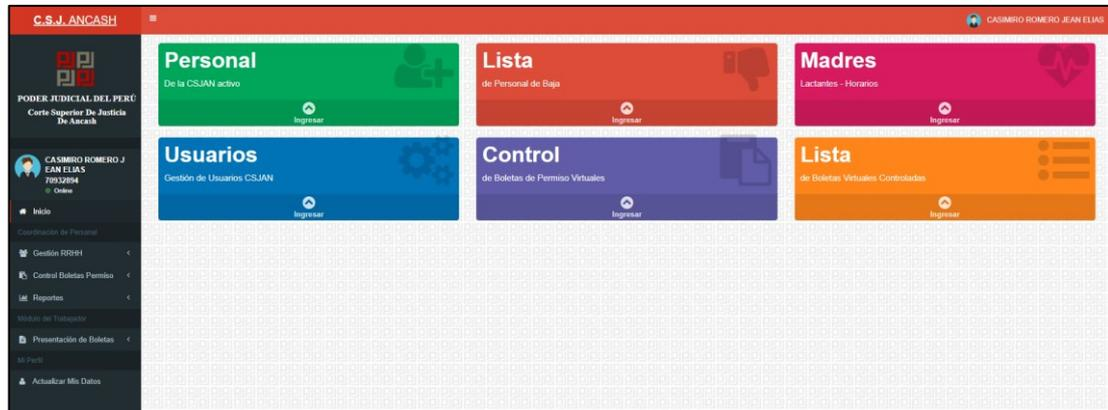 C.S.J. ANCASH
CASIMIRO ROMERO JEAN ELIAS
PODER JUDICIAL DEL PERÚ
Corte Superior De Justicia
De Ancash
CASIMIRO ROMERO J
EAN ELIAS
70932894
Online
Inicio
Coordinación de Personal
Gestión RRHH
Control Boletas Permiso
Reportes
Módulo del Trabajador
Presentación de Boletas
Mi Perfil
Actualizar Mis Datos
Personal
De la CSJAN activo
Ingresar
Lista
de Personal de Baja
Ingresar
Madres
Lactantes - Horarios
Ingresar
Usuarios
Gestión de Usuarios CSJAN
Ingresar
Control
de Boletas de Permiso Virtuales
Ingresar
Lista
de Boletas Virtuales Controladas
Ingresar